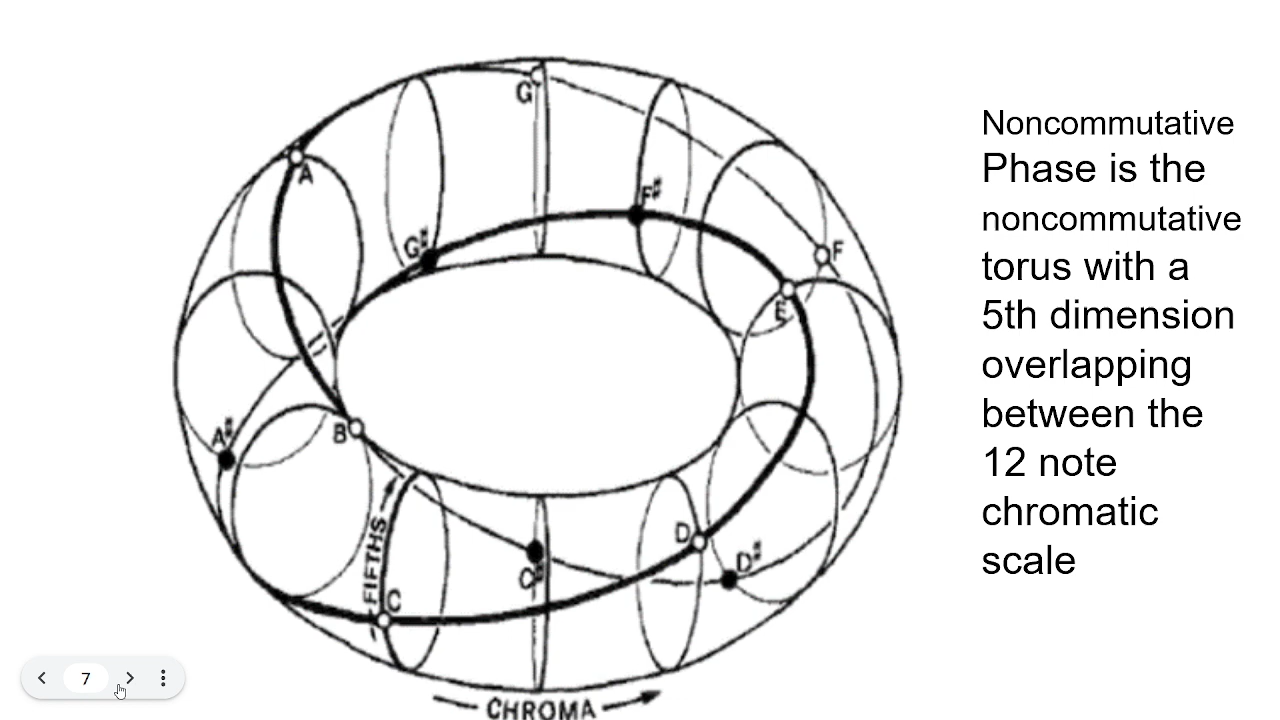 G
A
F♯
G♯
F
E
A♯
B
D
C♯
D♯
FIFTHS
C
CHROMA
Noncommutative
Phase is the
noncommutative
torus with a
5th dimension
overlapping
between the
12 note
chromatic
scale
7